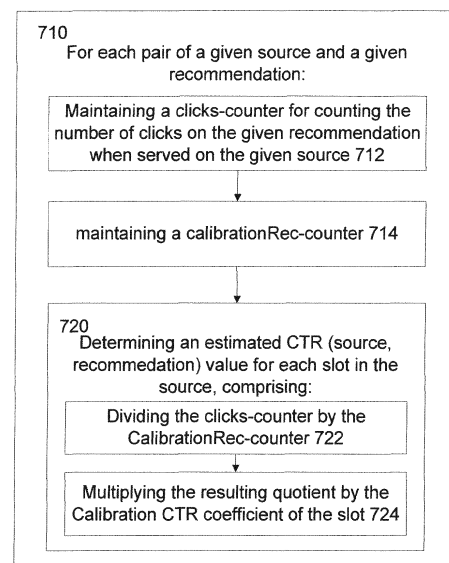 710
For each pair of a given source and a given
recommendation:
Maintaining a clicks-counter for counting the
number of clicks on the given recommendation
when served on the given source 712
maintaining a calibrationRec-counter 714
720
Determining an estimated CTR (source,
recommedation) value for each slot in the
source, comprising:
Dividing the clicks-counter by the
CalibrationRec-counter 722
Multiplying the resulting quotient by the
Calibration CTR coefficient of the slot 724